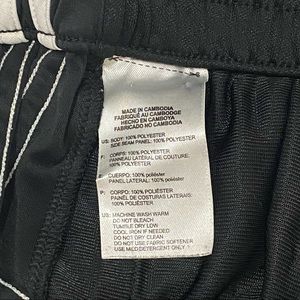 MADE IN CAMBODIA
FABRIQUÉ AU CAMBODGE
HECHO EN CAMBOYA
FABRICADO NO CAMBODJA
US: BODY: 100% POLYESTER
SIDE SEAM PANEL: 100% POLYESTER
F: CORPS: 100% POLYESTER
PANNEAU LATÉRAL DE COUTURE:
100% POLYESTER
E: CUERPO: 100% poliéster
PANEL LATERAL: 100% poliéster
P: CORPO: 100% POLIÉSTER
PAINEL DE COSTURAS LATERAIS:
100% POLIÉSTER
US: MACHINE WASH WARM
DO NOT BLEACH
TUMBLE DRY LOW
COOL IRON IF NEEDED
DO NOT DRY CLEAN
DO NOT USE FABRIC SOFTENER
USE MILD DETERGENT ONLY